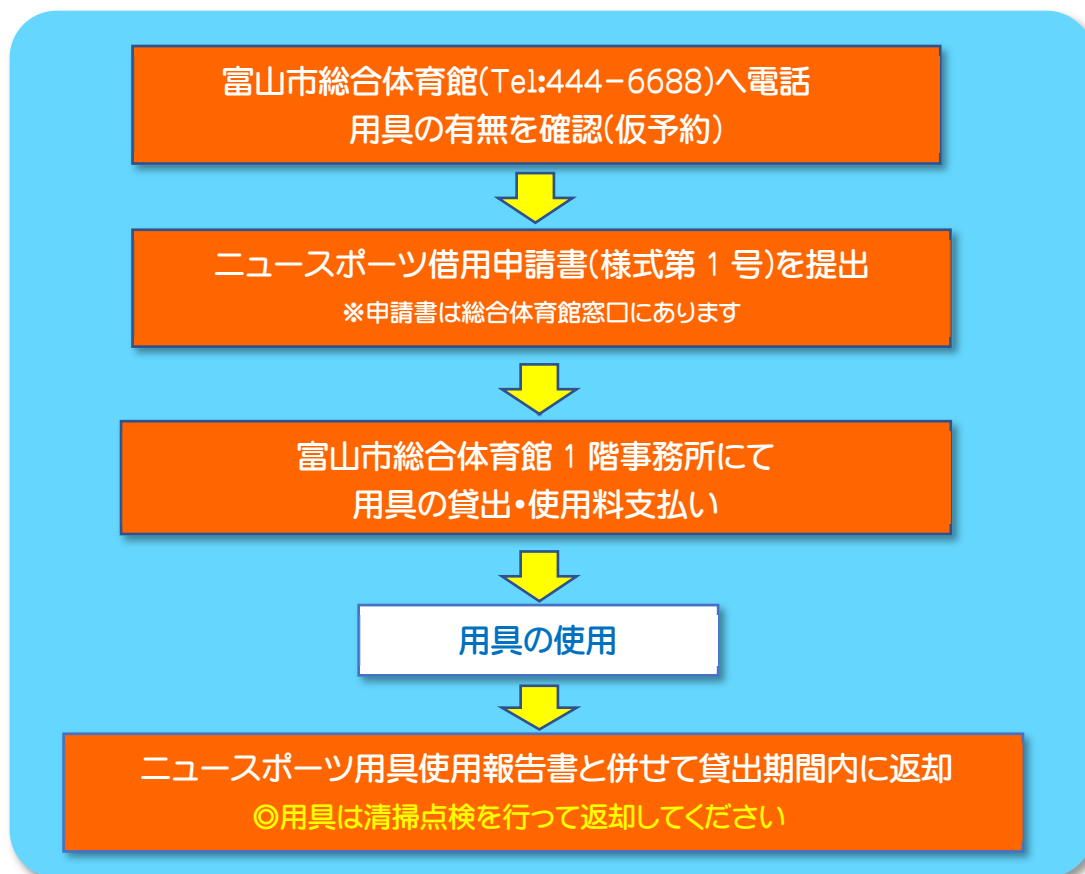 富山市総合体育館(Tel:444-6688)へ電話
用具の有無を確認(仮予約)
ニュースポーツ借用申請書(様式第1号)を提出
※申請書は総合体育館窓口にあります
富山市総合体育館1階事務所にて
用具の貸出・使用料支払い
用具の使用
ニュースポーツ用具使用報告書と併せて貸出期間内に返却
◎用具は清掃点検を行って返却してください